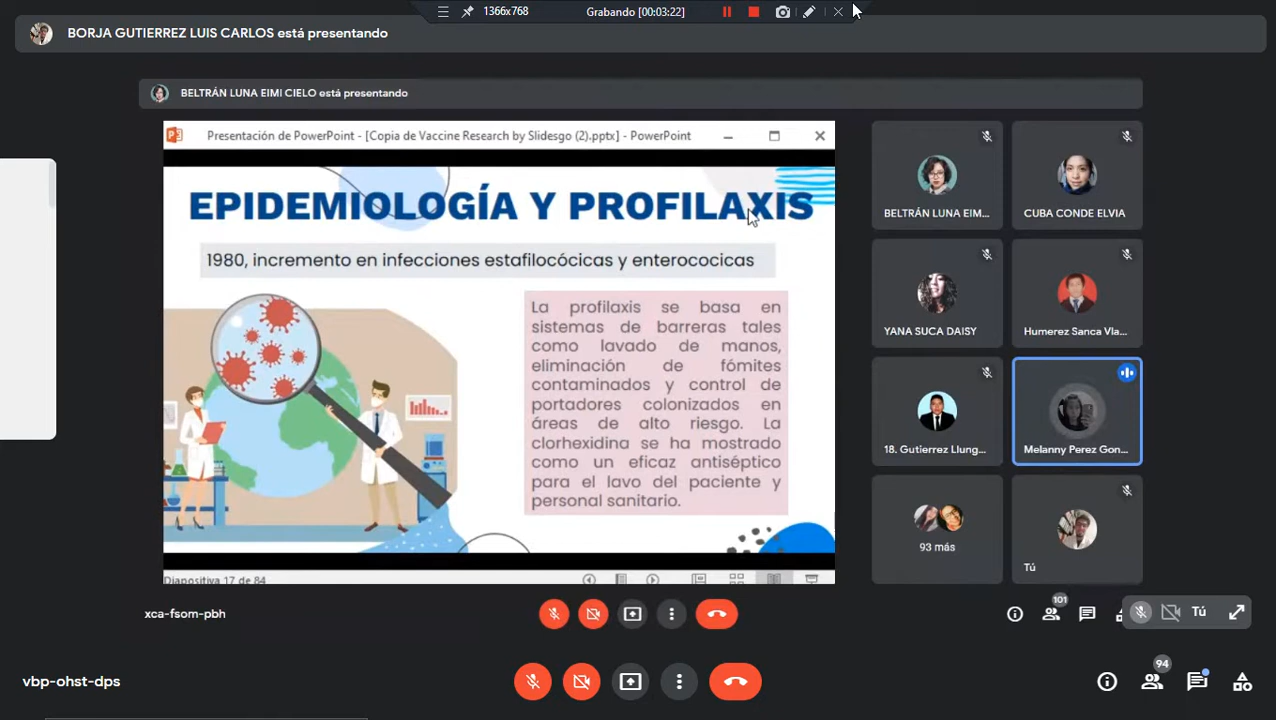 1366x768
Grabando [00:03:22]
BORJA GUTIERREZ LUIS CARLOS está presentando
BELTRÁN LUNA EIMI CIELO está presentando
Presentación de PowerPoint - [Copia de Vaccine Research by Slidesgo (2).pptx] - PowerPoint
EPIDEMIOLOGÍA Y PROFILAXIS
1980, incremento en infecciones estafilocócicas y enterococicas
La profilaxis se basa en
sistemas de barreras tales
como lavado de manos,
eliminación de fómites
contaminados y control de
portadores colonizados en
áreas de alto riesgo. La
clorhexidina se ha mostrado
como un eficaz antiséptico
para el lavo del paciente y
personal sanitario.
Diapositiva 17 de 84
BELTRÁN LUNA EIM...
CUBA CONDE ELVIA
YANA SUCA DAISY
Humerez Sanca Vla...
18. Gutierrez Llung...
Melanny Perez Gon...
93 más
Tú
xca-fsom-pbh
101
Tú
vbp-ohst-dps
94